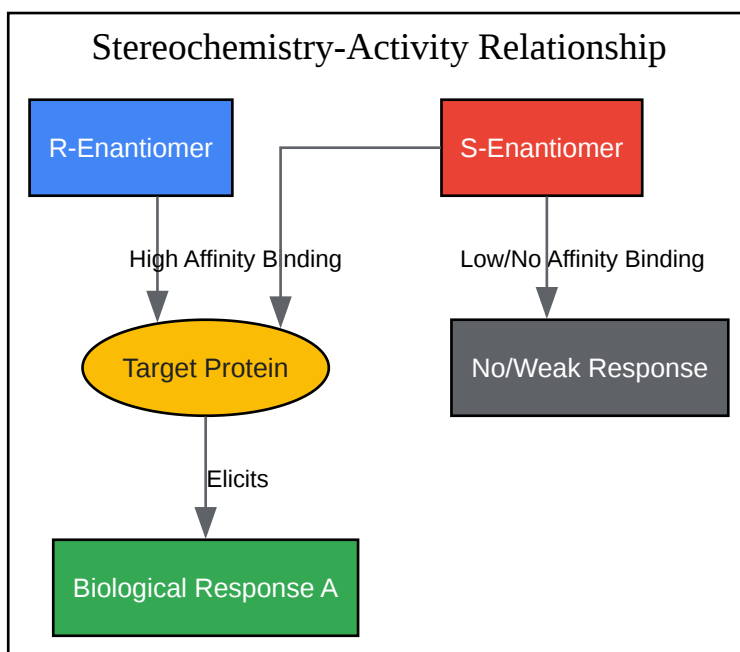 Stereochemistry-Activity Relationship
R-Enantiomer
S-Enantiomer
High Affinity Binding
Low/No Affinity Binding
Target Protein
No/Weak Response
Elicits
Biological Response A